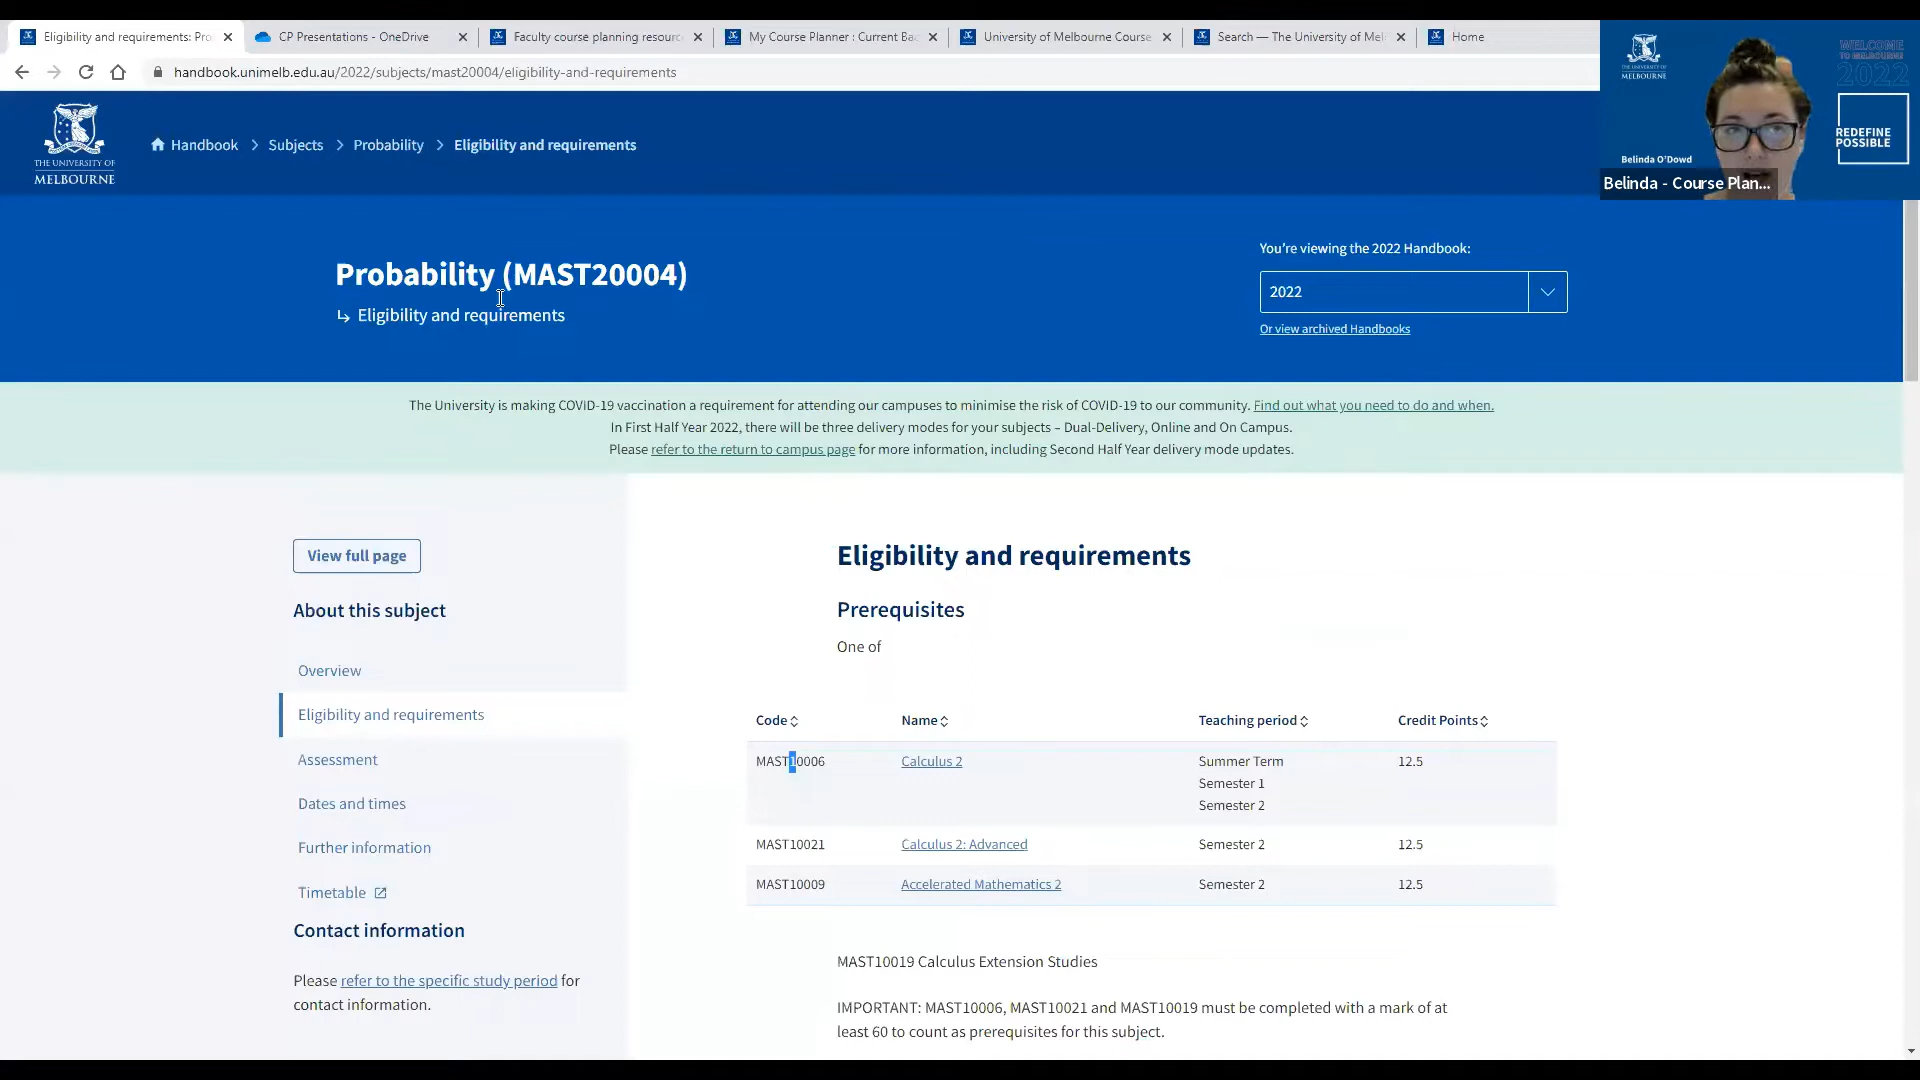 Eligibility and requirements: Pro
CP Presentations - OneDrive
Faculty course planning resourc
My Course Planner : Current Bac
University of Melbourne Course
Search — The University of Mel
Home
handbook.unimelb.edu.au/2022/subjects/mast20004/eligibility-and-requirements
THE UNIVERSITY OF
MELBOURNE
WELCOME
TO MELBOURNE
2022
REDEFINE
POSSIBLE
Belinda O'Dowd
Belinda - Course Plan...
THE UNIVERSITY OF
MELBOURNE
Handbook > Subjects > Probability > Eligibility and requirements
Probability (MAST20004)
↳ Eligibility and requirements
You're viewing the 2022 Handbook:
2022
Or view archived Handbooks
The University is making COVID-19 vaccination a requirement for attending our campuses to minimise the risk of COVID-19 to our community. Find out what you need to do and when.
In First Half Year 2022, there will be three delivery modes for your subjects – Dual-Delivery, Online and On Campus.
Please refer to the return to campus page for more information, including Second Half Year delivery mode updates.
View full page
About this subject
Overview
Eligibility and requirements
Assessment
Dates and times
Further information
Timetable
Contact information
Please refer to the specific study period for
contact information.
Eligibility and requirements
Prerequisites
One of
Code Name Teaching period Credit Points
MAST10006 Calculus 2 Summer Term 12.5
Semester 1
Semester 2
MAST10021 Calculus 2: Advanced Semester 2 12.5
MAST10009 Accelerated Mathematics 2 Semester 2 12.5
MAST10019 Calculus Extension Studies
IMPORTANT: MAST10006, MAST10021 and MAST10019 must be completed with a mark of at
least 60 to count as prerequisites for this subject.